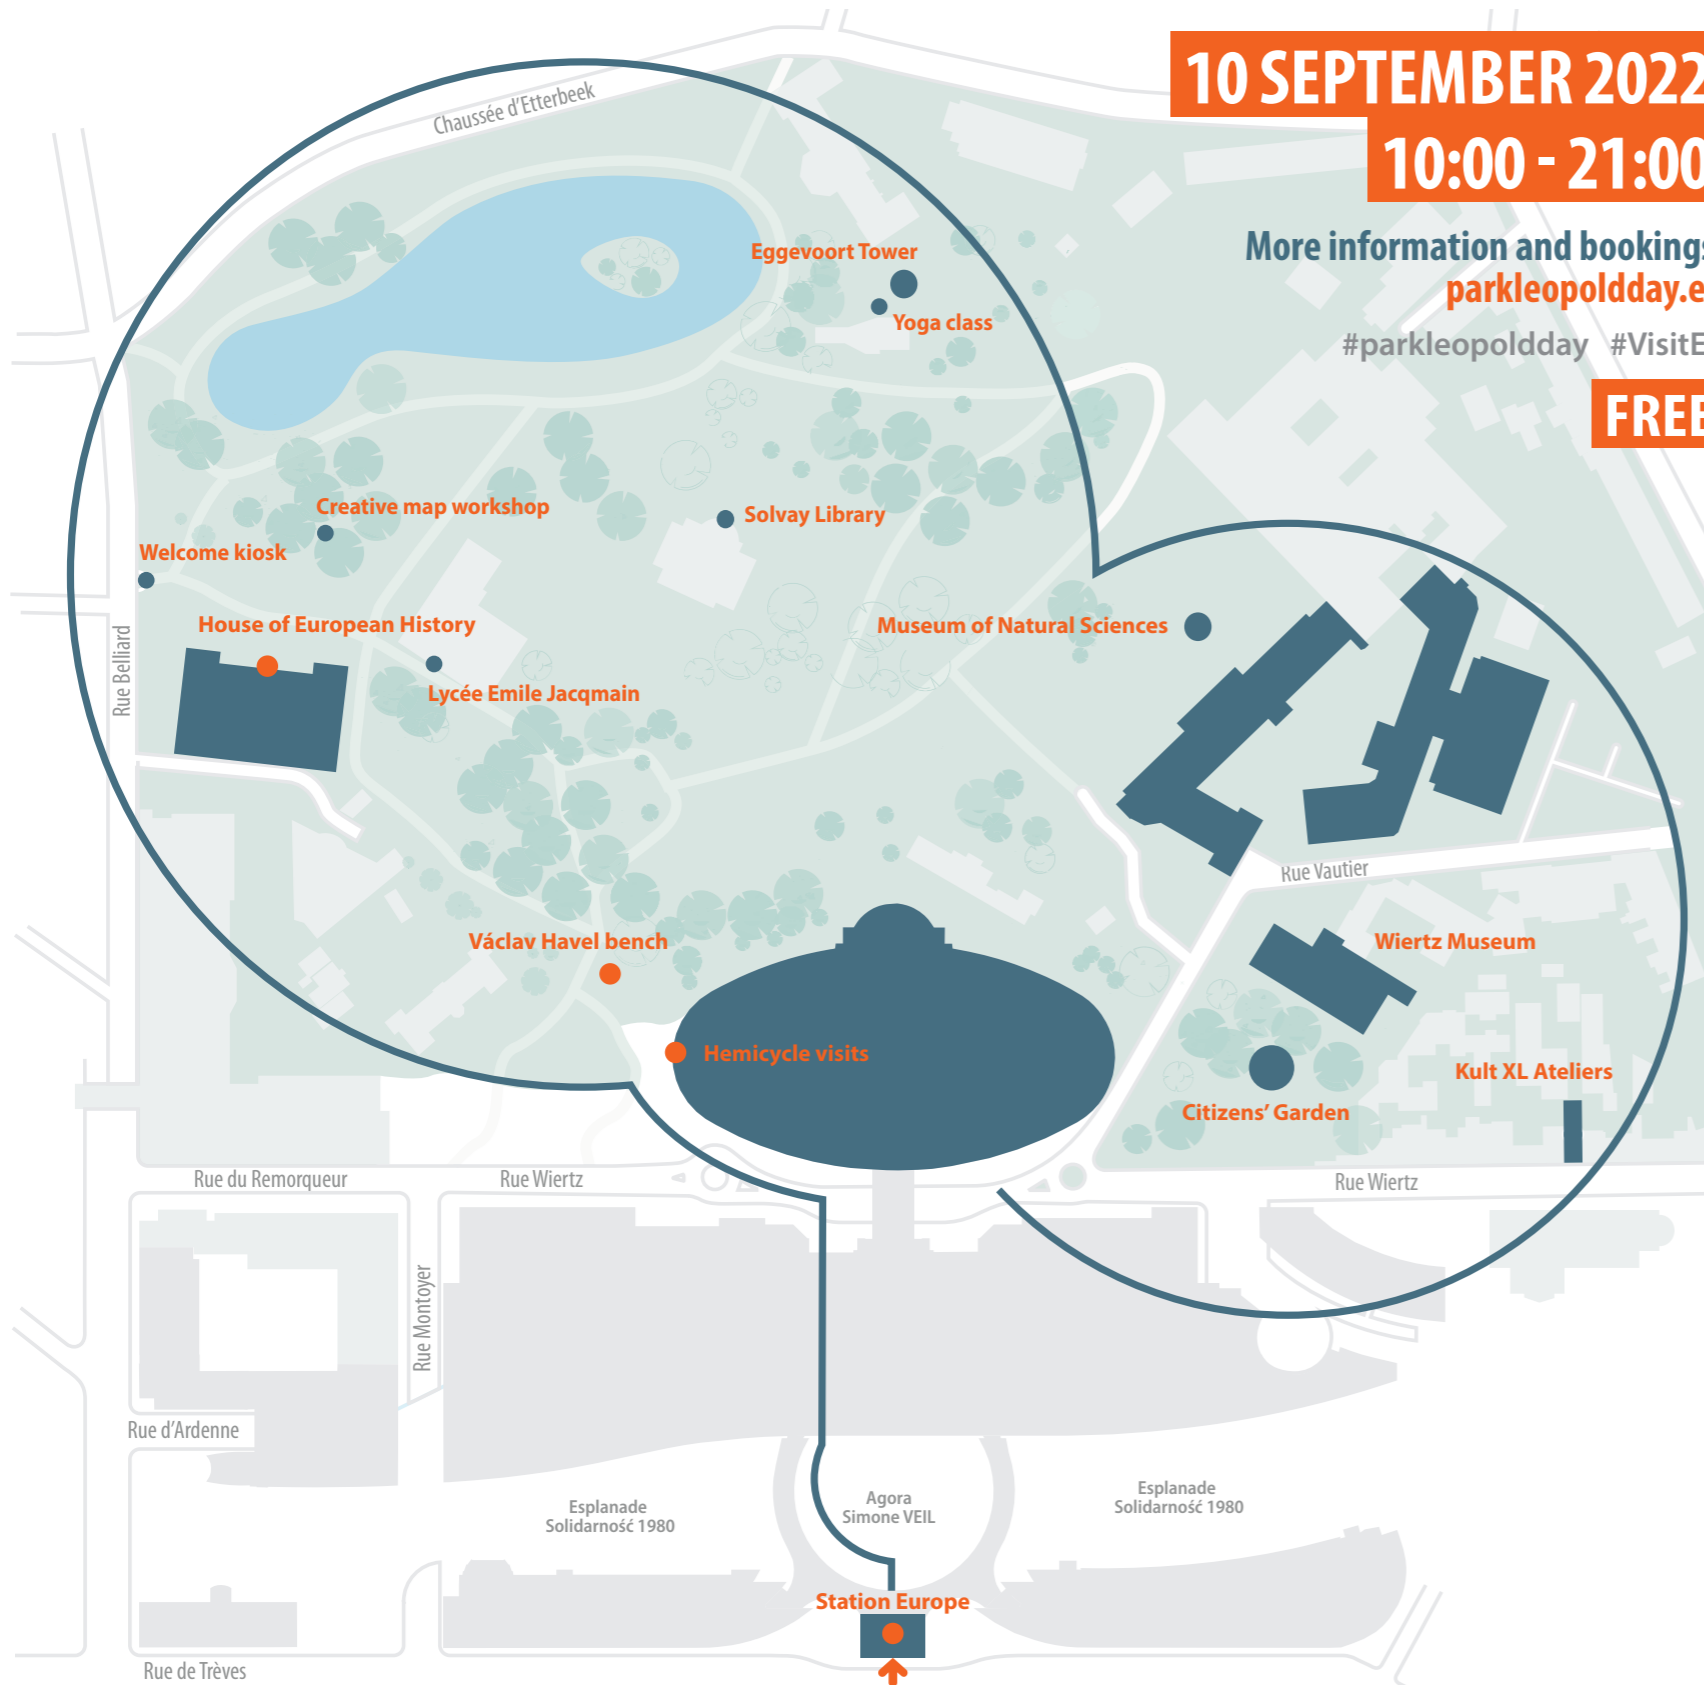 10 SEPTEMBER 2022
10:00 - 21:00
More information and bookings
parkleopoldday.e
#parkleopoldday #VisitE
FREE
Chaussée d'Etterbeek
Eggevoort Tower
Yoga class
Creative map workshop
Solvay Library
Welcome kiosk
House of European History
Museum of Natural Sciences
Rue Belliard
Lycée Emile Jacqmain
Rue Vautier
Václav Havel bench
Wiertz Museum
Hemicycle visits
Kult XL Ateliers
Citizens' Garden
Rue du Remorqueur
Rue Wiertz
Rue Wiertz
Rue Montoyer
Rue d'Ardenne
Esplanade
Solidarność 1980
Agora
Simone VEIL
Esplanade
Solidarność 1980
Station Europe
Rue de Trèves